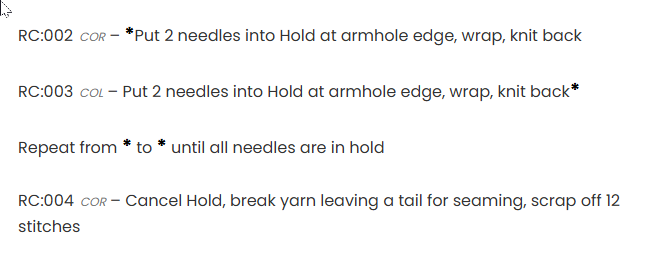 RC:002 COR – *Put 2 needles into Hold at armhole edge, wrap, knit back
RC:003 COL – Put 2 needles into Hold at armhole edge, wrap, knit back*
Repeat from * to * until all needles are in hold
RC:004 COR – Cancel Hold, break yarn leaving a tail for seaming, scrap off 12
stitches